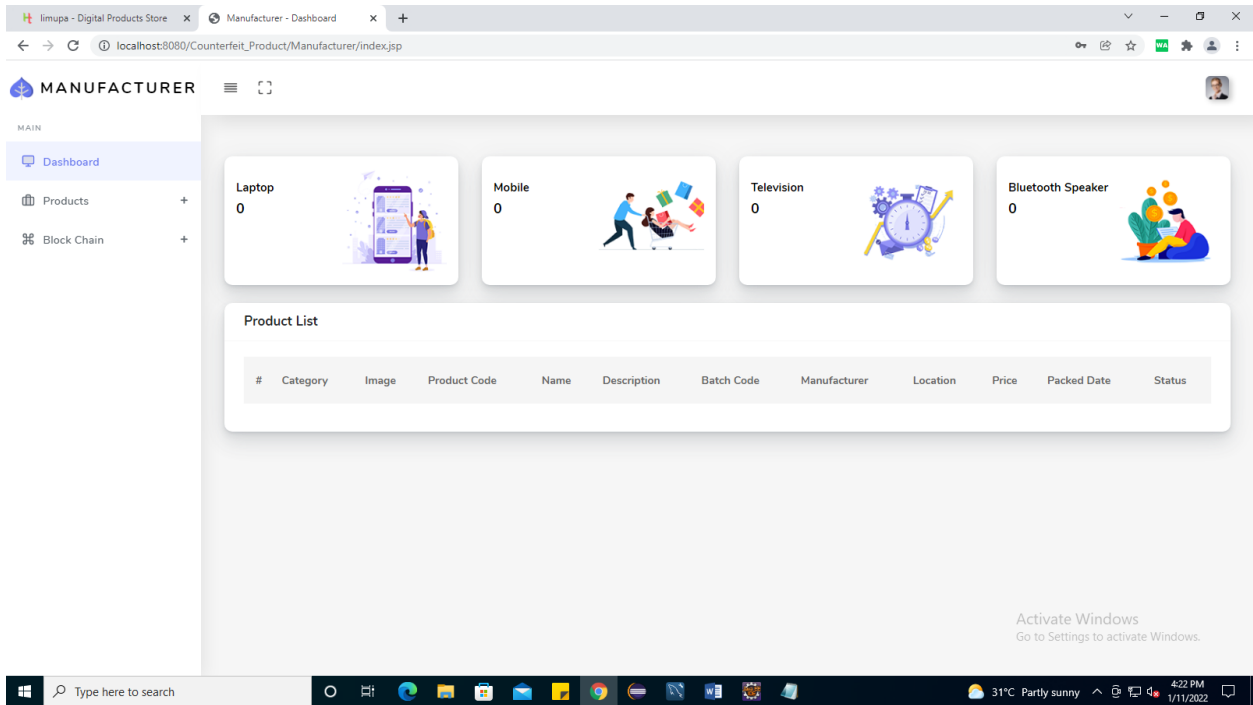 limupa - Digital Products Store
Manufacturer - Dashboard
localhost:8080/Counterfeit_Product/Manufacturer/index.jsp
WA
MANUFACTURER
MAIN
Dashboard
Products +
Block Chain +
Laptop
0
Mobile
0
Television
0
Bluetooth Speaker
0
Product List
# Category Image Product Code Name Description Batch Code Manufacturer Location Price Packed Date Status
Activate Windows
Go to Settings to activate Windows.
Type here to search
31°C Partly sunny
4:22 PM
1/11/2022